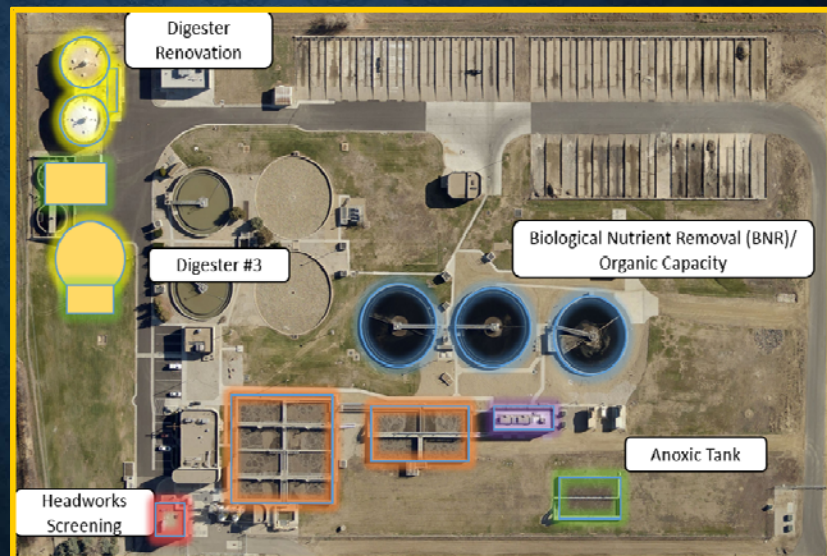 Digester
Renovation
Biological Nutrient Removal (BNR)/
Organic Capacity
Digester #3
Anoxic Tank
Headworks
Screening